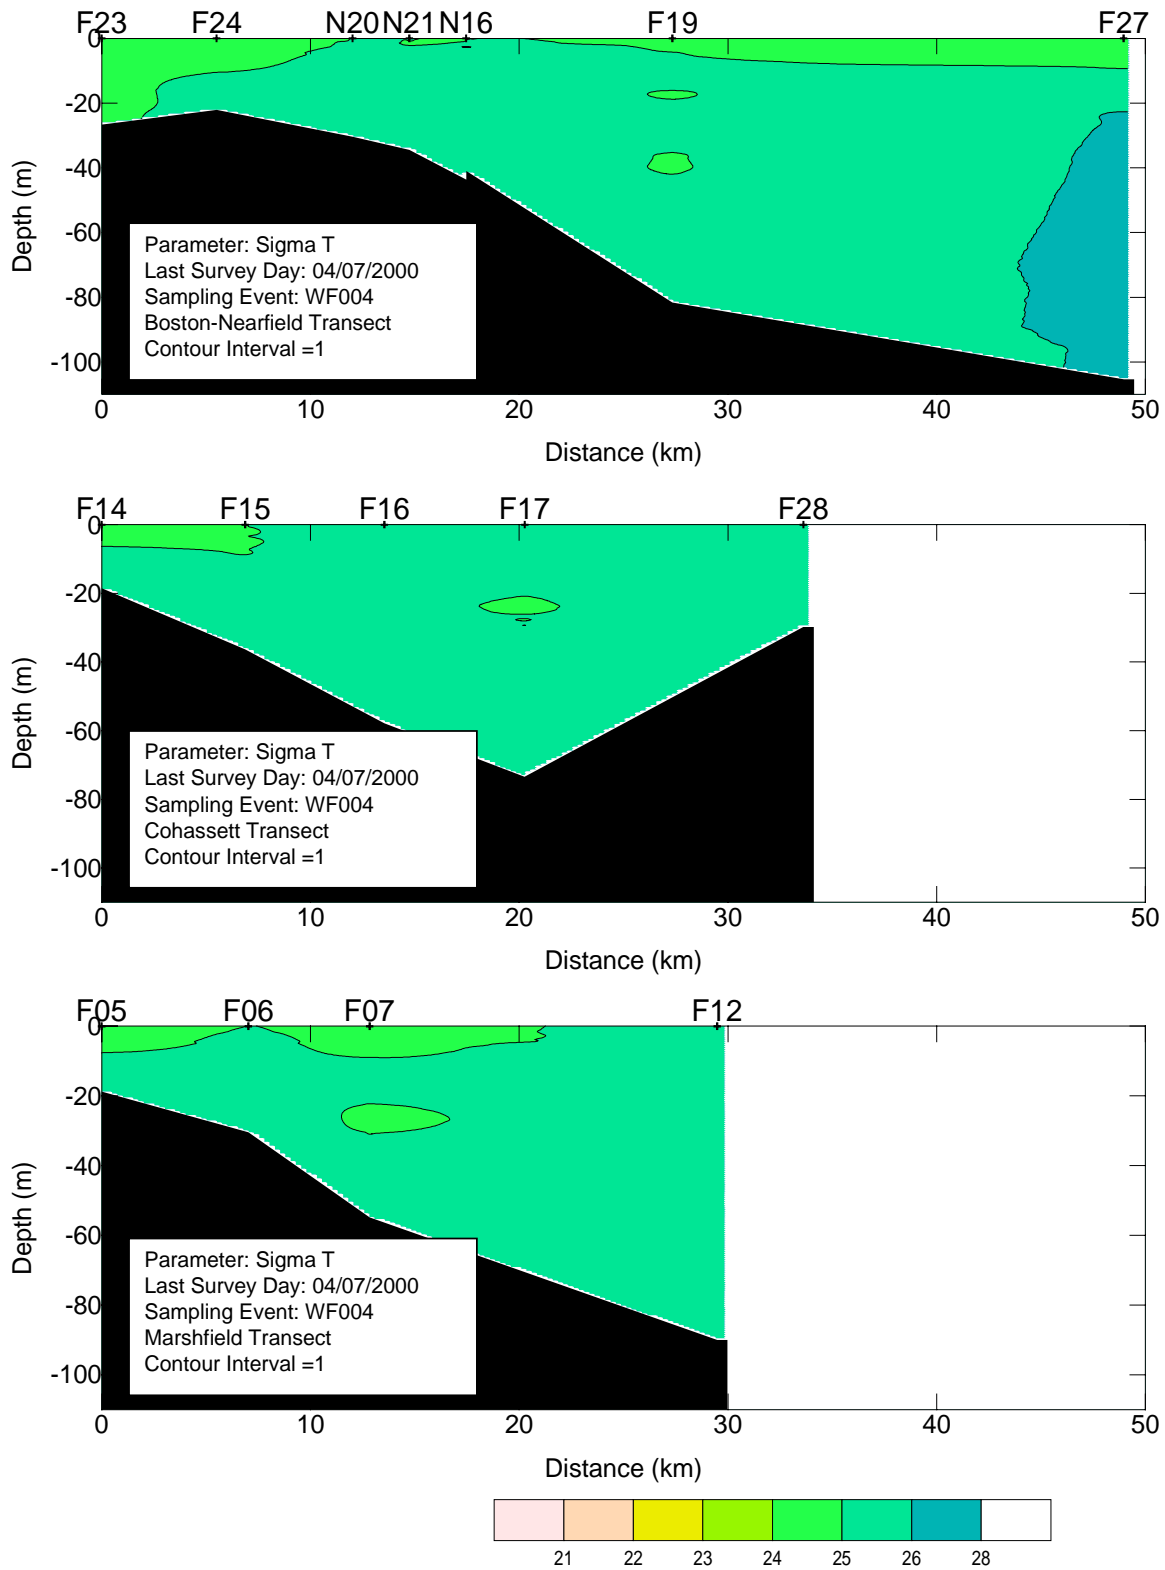 F23 F24 N20 N21 N16 F19 F27
0
-20
-40
-60
-80
-100
Depth (m)
Parameter: Sigma T
Last Survey Day: 04/07/2000
Sampling Event: WF004
Boston-Nearfield Transect
Contour Interval =1
0 10 20 30 40 50
Distance (km)
F14 F15 F16 F17 F28
0
-20
-40
-60
-80
-100
Depth (m)
Parameter: Sigma T
Last Survey Day: 04/07/2000
Sampling Event: WF004
Cohassett Transect
Contour Interval =1
0 10 20 30 40 50
Distance (km)
F05 F06 F07 F12
0
-20
-40
-60
-80
-100
Depth (m)
Parameter: Sigma T
Last Survey Day: 04/07/2000
Sampling Event: WF004
Marshfield Transect
Contour Interval =1
0 10 20 30 40 50
Distance (km)
21 22 23 24 25 26 28